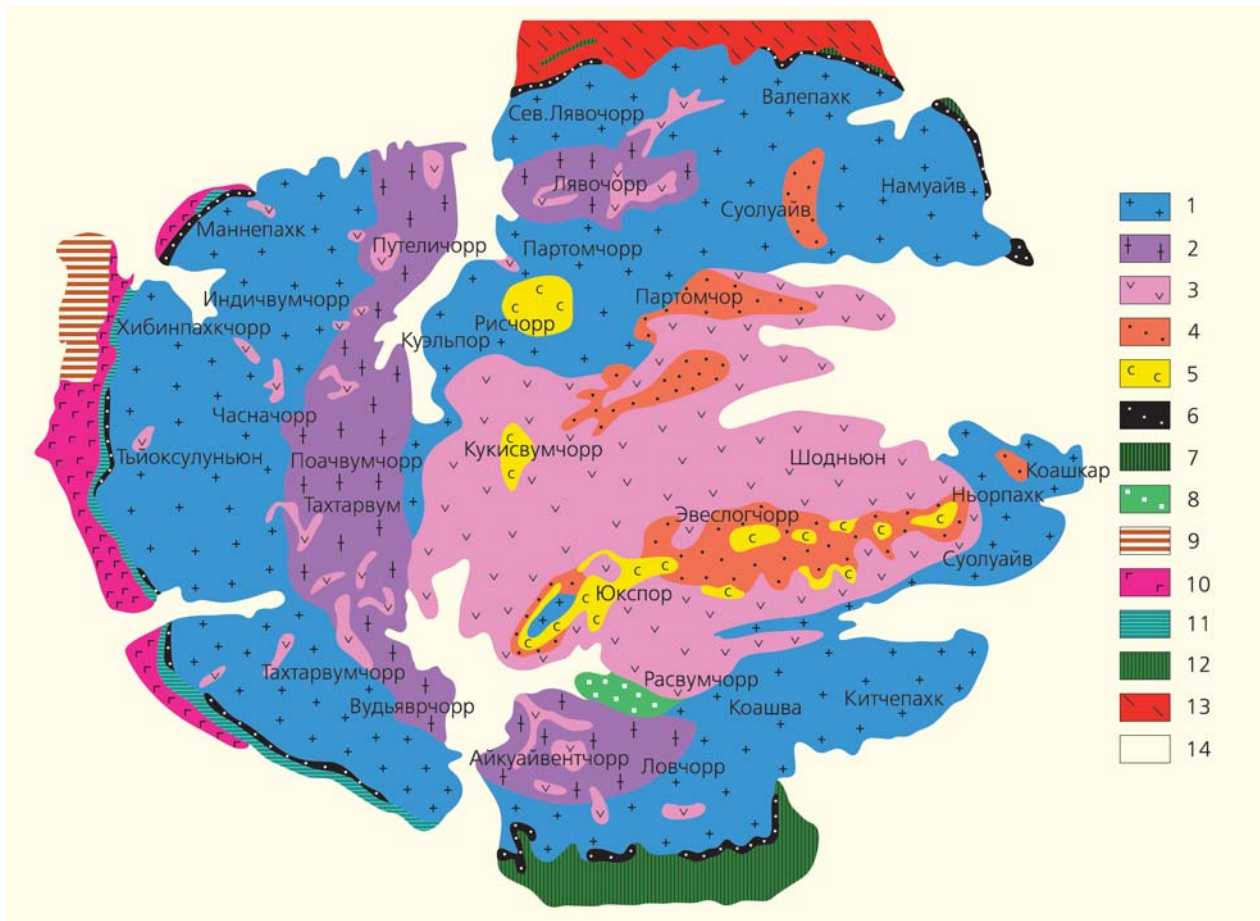 Сев.Лявочорр
Валепахк
Лявочорр
Намуайв
Суолуайв
Маннепахк
Путеличорр
Партомчорр
Индичвумчорр
Партомчор
Хибинпахкчорр
Рисчорр
Куэльпор
Часначорр
Тьйоксулуньюн
Поачвумчорр
Кукисвумчорр
Шодньюн
Коашкар
Тахтарвум
Ньорпахк
Эвеслогчорр
Суолуайв
Юкспор
Тахтарвумчорр
Расвумчорр
Вудьяврчорр
Коашва
Китчепахк
Айкуайвентчорр
Ловчорр
1
2
3
4
5
6
7
8
9
10
11
12
13
14